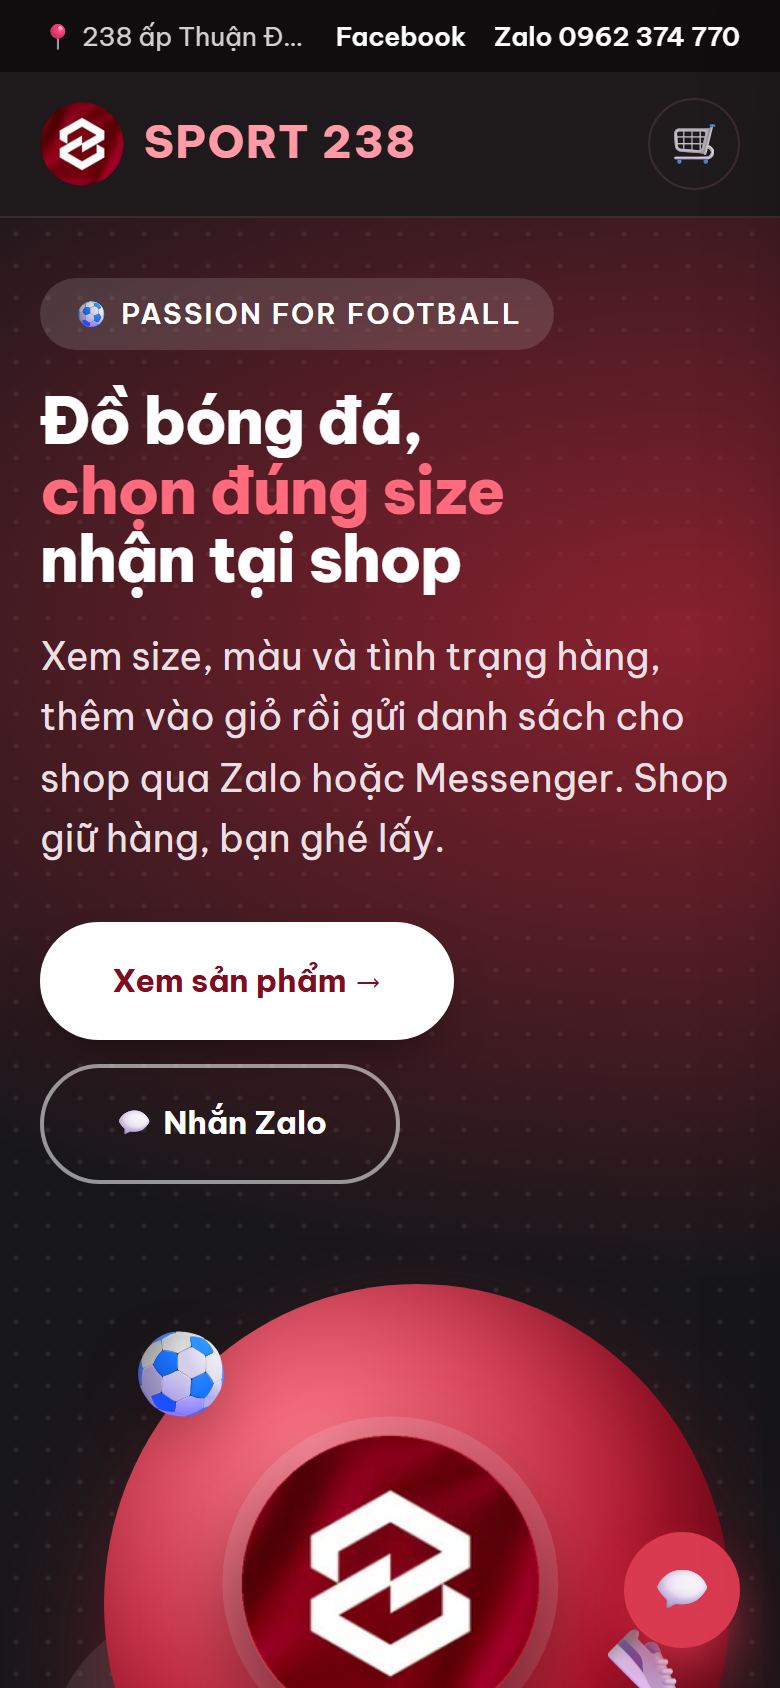 238 ấp Thuận Đ...
Facebook
Zalo 0962 374 770
SPORT 238
PASSION FOR FOOTBALL
Đồ bóng đá,
chọn đúng size
nhận tại shop
Xem size, màu và tình trạng hàng,
thêm vào giỏ rồi gửi danh sách cho
shop qua Zalo hoặc Messenger. Shop
giữ hàng, bạn ghé lấy.
Xem sản phẩm →
Nhắn Zalo